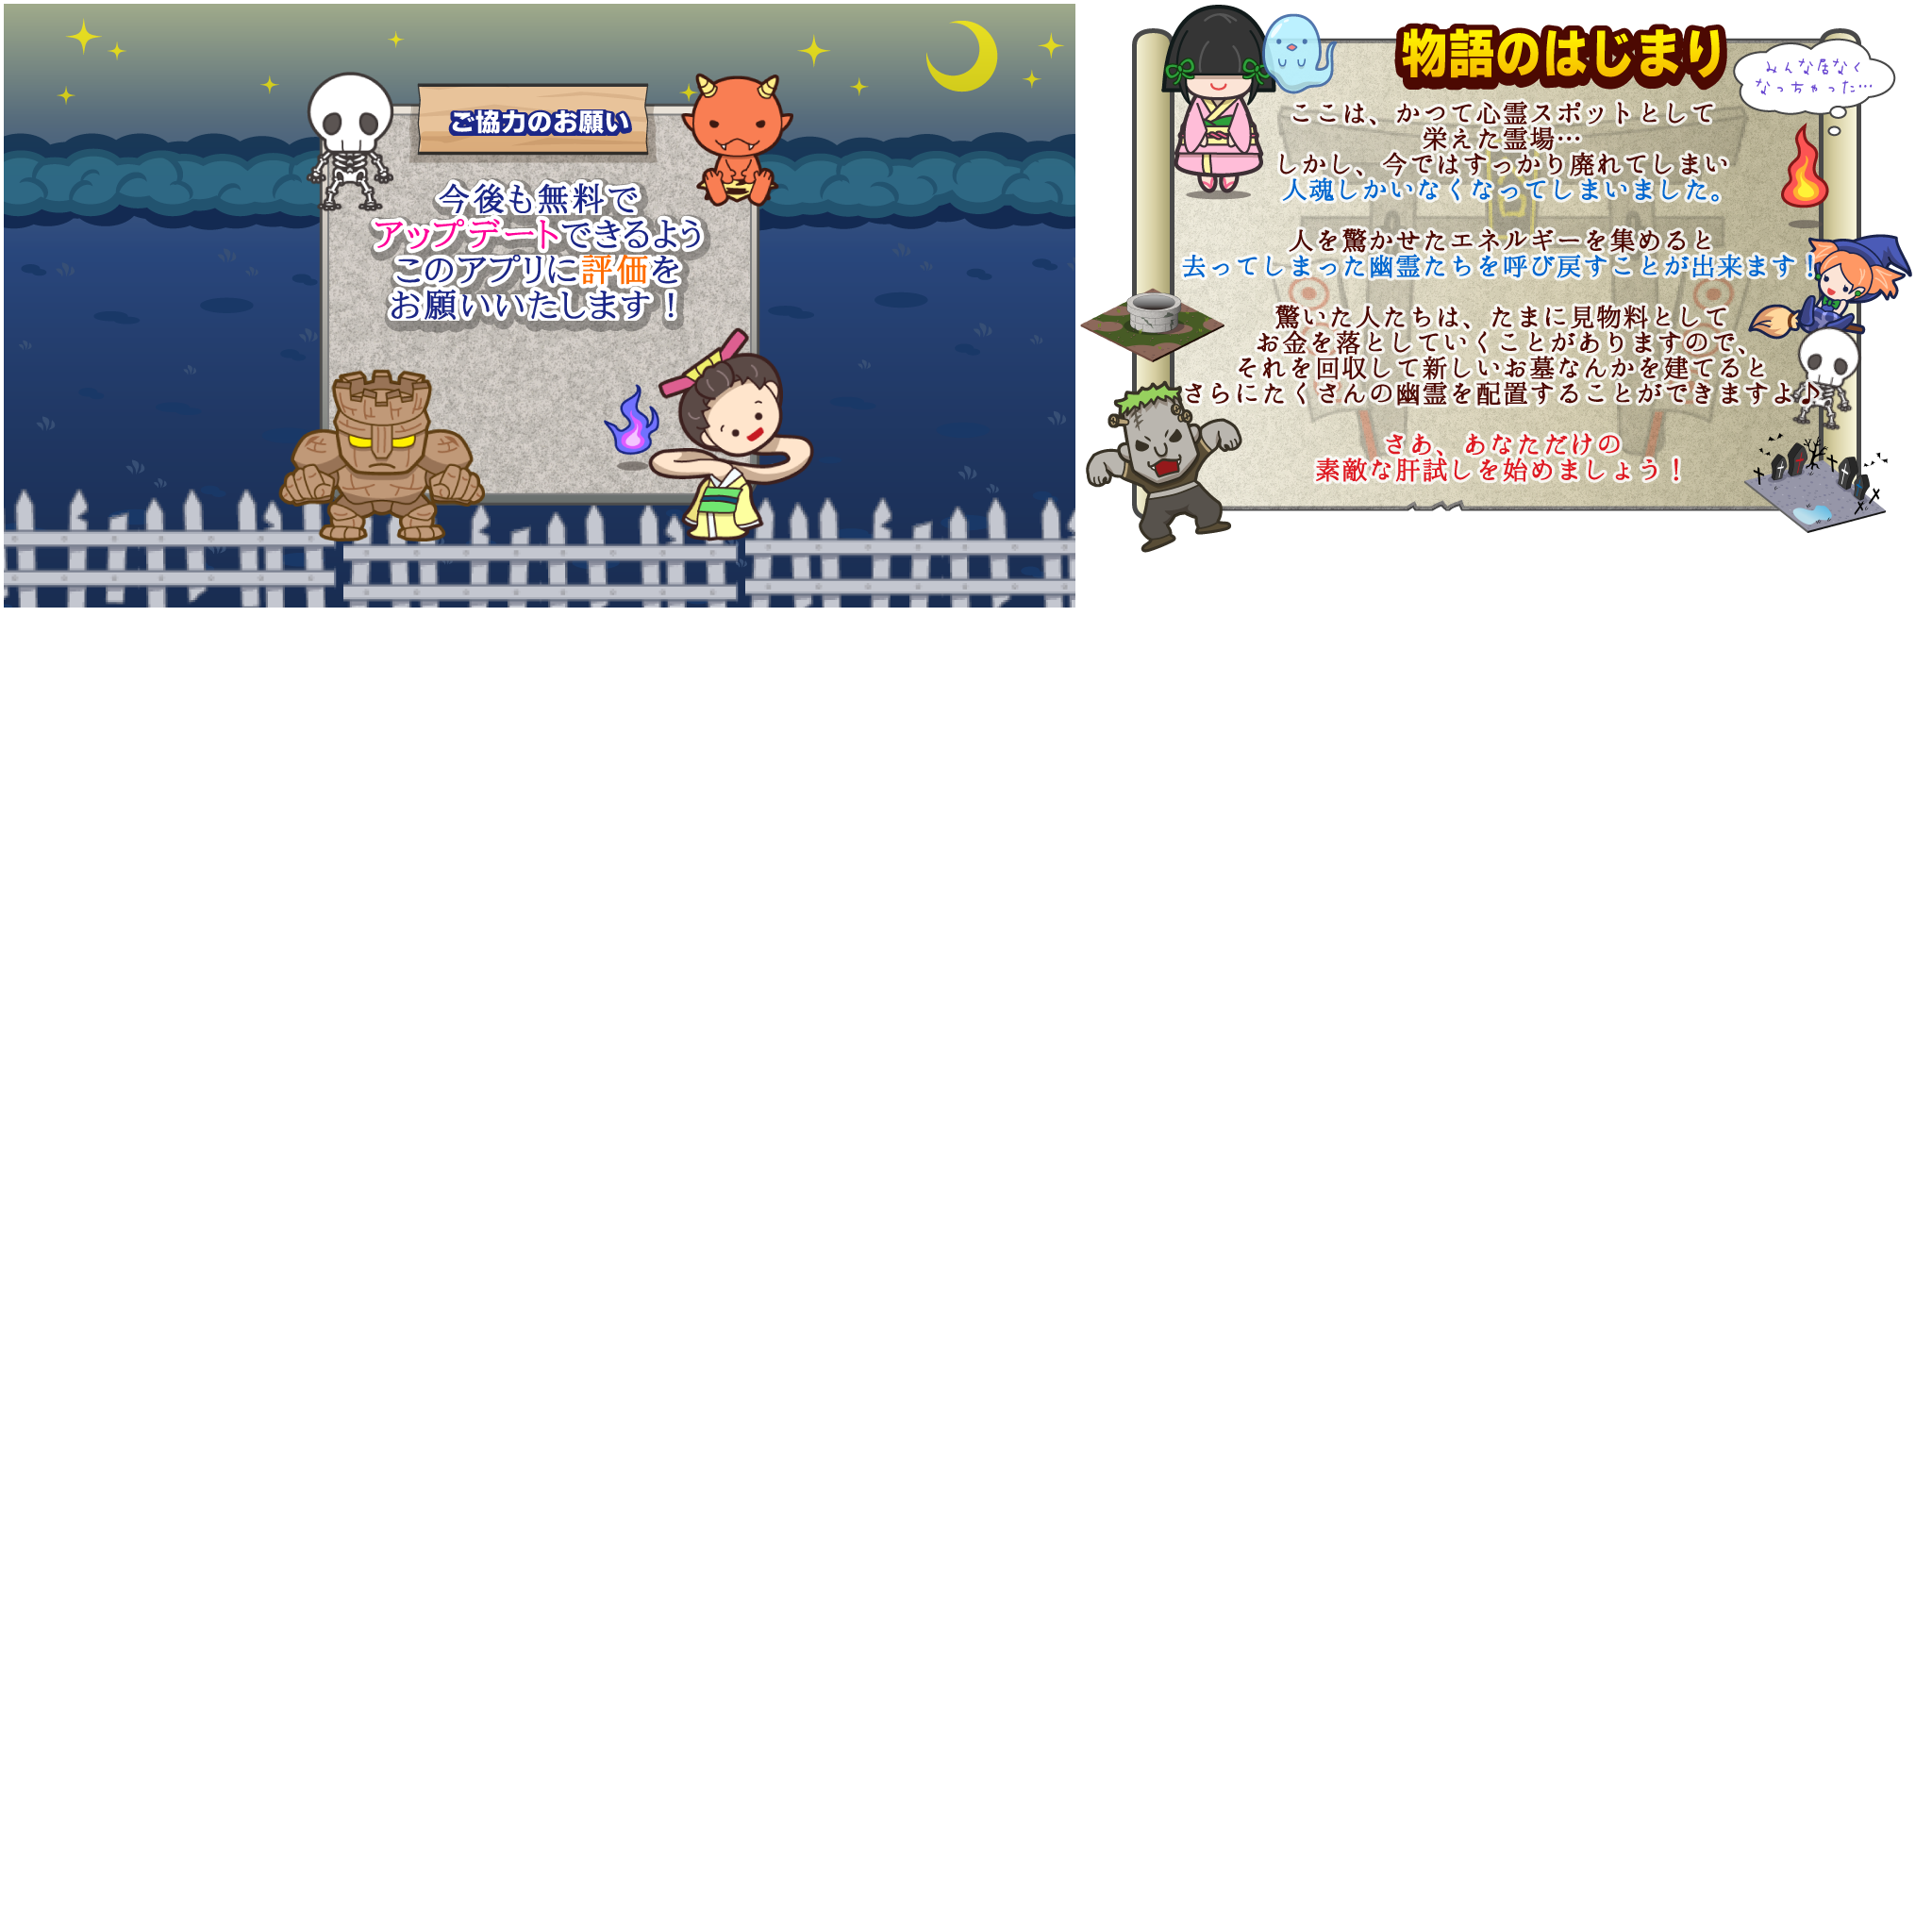 ご協力のお願い
今後も無料で
アップデートできるよう
このアプリに評価を
お願いいたします！
物語のはじまり
みんな居なく
なっちゃった…
ここは、かつて心霊スポットとして
栄えた霊場…
しかし、今ではすっかり廃れてしまい
人魂しかいなくなってしまいました。
人を驚かせたエネルギーを集めると
去ってしまった幽霊たちを呼び戻すことが出来ます！
驚いた人たちは、たまに見物料として
お金を落としていくことがありますので、
それを回収して新しいお墓なんかを建てると
さらにたくさんの幽霊を配置することができますよ♪
さあ、あなただけの
素敵な肝試しを始めましょう！